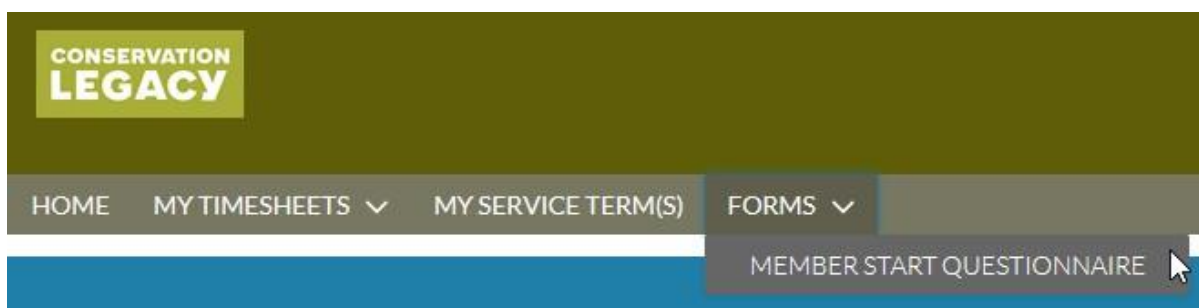 CONSERVATION
LEGACY
HOME MY TIMESHEETS MY SERVICE TERM(S) FORMS
MEMBER START QUESTIONNAIRE